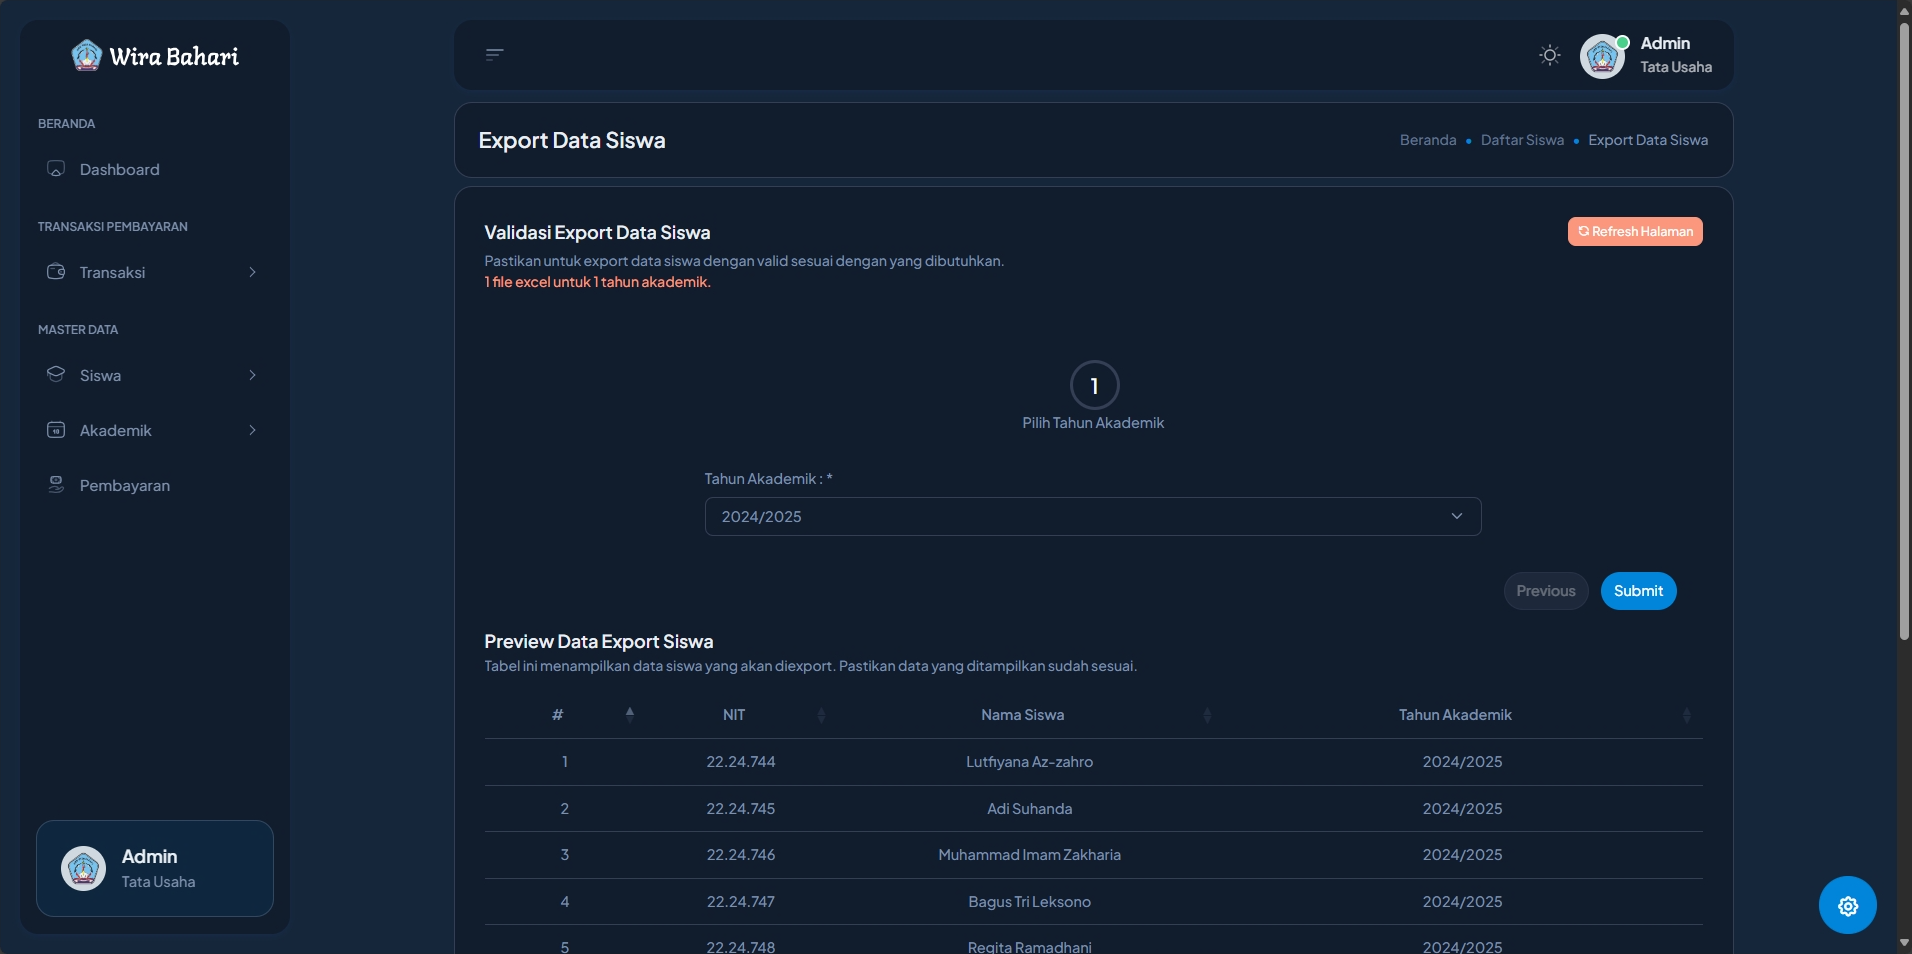 Wira Bahari
BERANDA
Dashboard
TRANSAKSI PEMBAYARAN
Transaksi
MASTER DATA
Siswa
Akademik
Pembayaran
Admin
Tata Usaha
Admin
Tata Usaha
Export Data Siswa
Beranda • Daftar Siswa • Export Data Siswa
Validasi Export Data Siswa
Refresh Halaman
Pastikan untuk export data siswa dengan valid sesuai dengan yang dibutuhkan.
1 file excel untuk 1 tahun akademik.
1
Pilih Tahun Akademik
Tahun Akademik : *
2024/2025
Previous Submit
Preview Data Export Siswa
Tabel ini menampilkan data siswa yang akan diexport. Pastikan data yang ditampilkan sudah sesuai.
# NIT Nama Siswa Tahun Akademik
1 22.24.744 Lutfiyana Az-zahro 2024/2025
2 22.24.745 Adi Suhanda 2024/2025
3 22.24.746 Muhammad Imam Zakharia 2024/2025
4 22.24.747 Bagus Tri Leksono 2024/2025
5 22.24.748 Regita Ramadhani 2024/2025